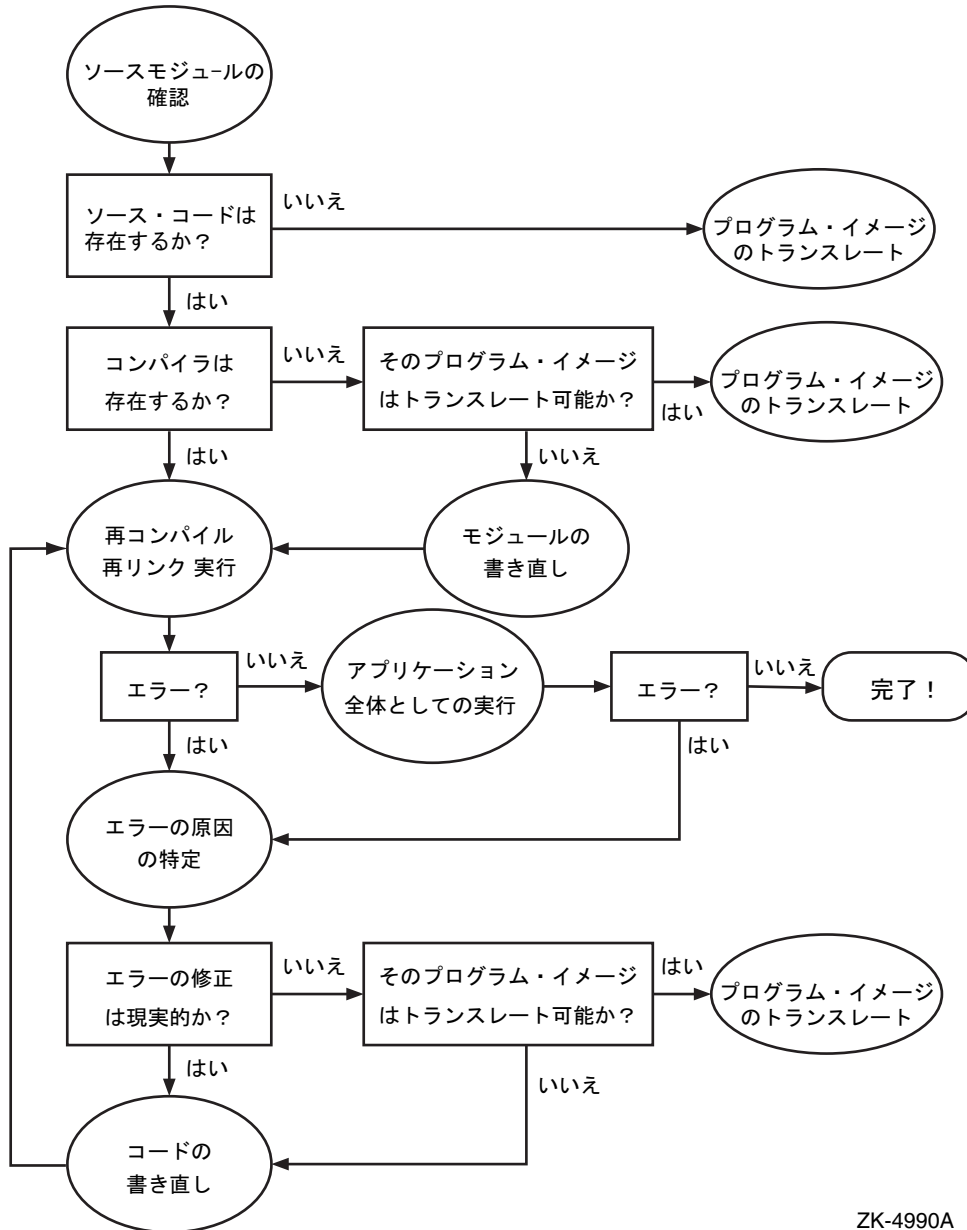 ソースモジュールの
確認
ソース・コードは
存在するか？
いいえ
プログラム・イメージ
のトランスレート
はい
コンパイラは
存在するか？
いいえ
そのプログラム・イメージ
はトランスレート可能か？
はい
プログラム・イメージ
のトランスレート
はい
いいえ
再コンパイル
再リンク 実行
モジュールの
書き直し
エラー？
いいえ
アプリケーション
全体としての実行
エラー？
いいえ
完了！
はい
はい
エラーの原因
の特定
エラーの修正
は現実的か？
いいえ
そのプログラム・イメージ
はトランスレート可能か？
はい
プログラム・イメージ
のトランスレート
はい
いいえ
コードの
書き直し
ZK-4990A